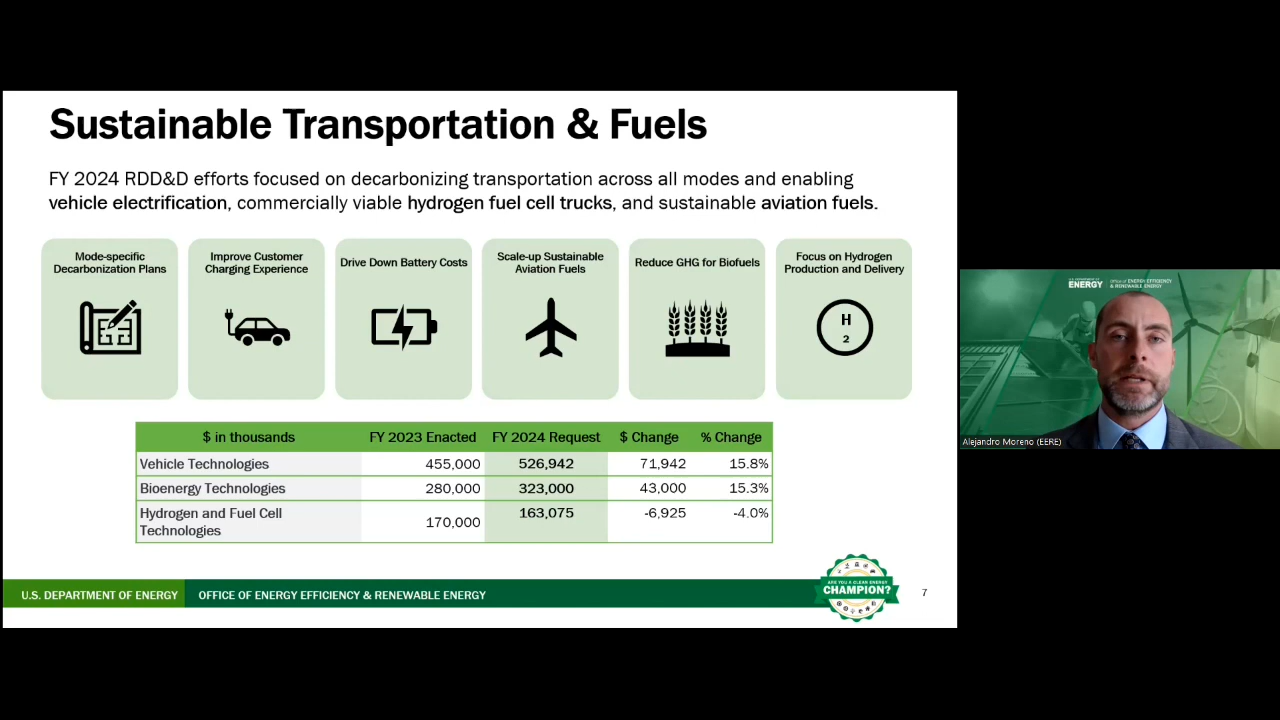 Sustainable Transportation & Fuels
FY 2024 RDD&D efforts focused on decarbonizing transportation across all modes and enabling
vehicle electrification, commercially viable hydrogen fuel cell trucks, and sustainable aviation fuels.
Mode-specific
Decarbonization Plans
Improve Customer
Charging Experience
Drive Down Battery Costs
Scale-up Sustainable
Aviation Fuels
Reduce GHG for Biofuels
Focus on Hydrogen
Production and Delivery
H
2
$ in thousands FY 2023 Enacted FY 2024 Request $ Change % Change
Vehicle Technologies 455,000 526,942 71,942 15.8%
Bioenergy Technologies 280,000 323,000 43,000 15.3%
Hydrogen and Fuel Cell
Technologies 170,000 163,075 -6,925 -4.0%
U.S. DEPARTMENT OF ENERGY OFFICE OF ENERGY EFFICIENCY & RENEWABLE ENERGY
ARE YOU A CLEAN ENERGY
CHAMPION?
7
U.S. DEPARTMENT OF
ENERGY
Office of ENERGY EFFICIENCY
& RENEWABLE ENERGY
Alejandro Moreno (EERE)